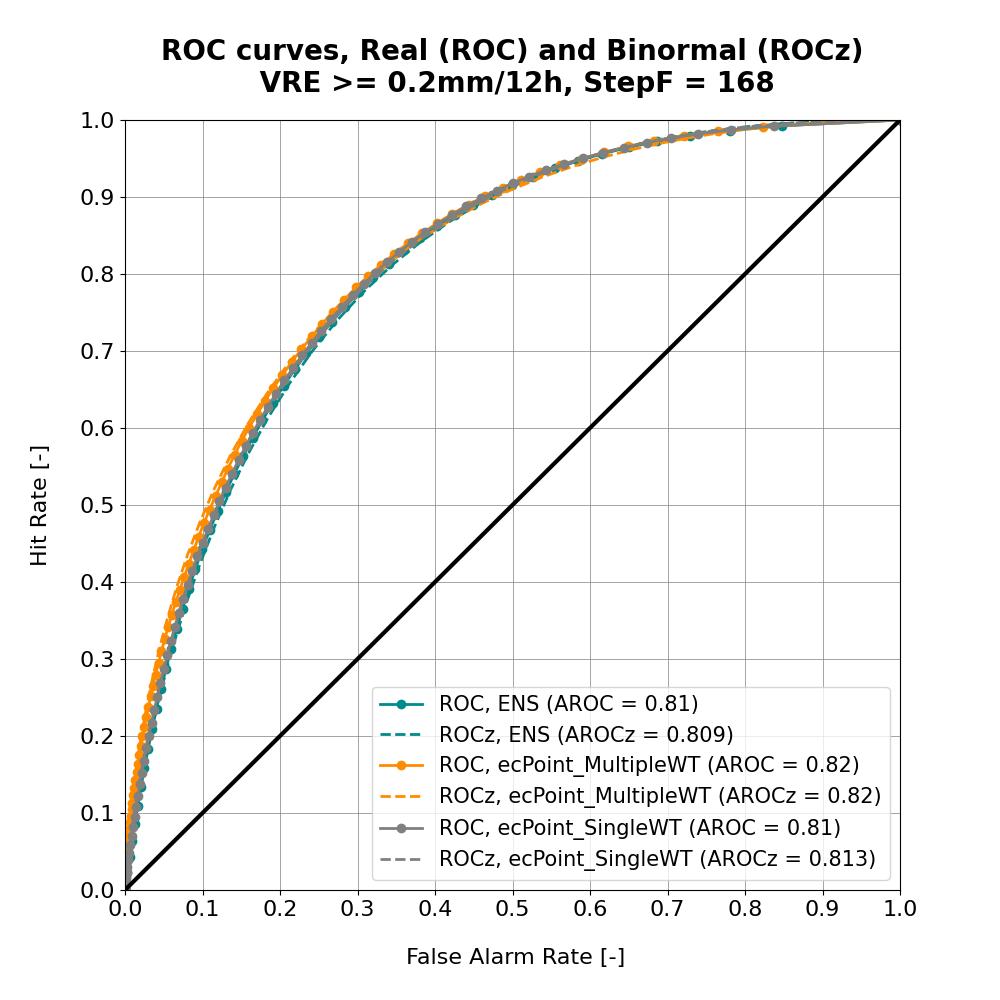 ROC curves, Real (ROC) and Binormal (ROCz)
VRE >= 0.2mm/12h, StepF = 168
1.0
0.9
0.8
0.7
0.6
0.5
0.4
0.3
0.2
0.1
0.0
Hit Rate [-]
ROC, ENS (AROC = 0.81)
ROCz, ENS (AROCz = 0.809)
ROC, ecPoint_MultipleWT (AROC = 0.82)
ROCz, ecPoint_MultipleWT (AROCz = 0.82)
ROC, ecPoint_SingleWT (AROC = 0.81)
ROCz, ecPoint_SingleWT (AROCz = 0.813)
0.0 0.1 0.2 0.3 0.4 0.5 0.6 0.7 0.8 0.9 1.0
False Alarm Rate [-]